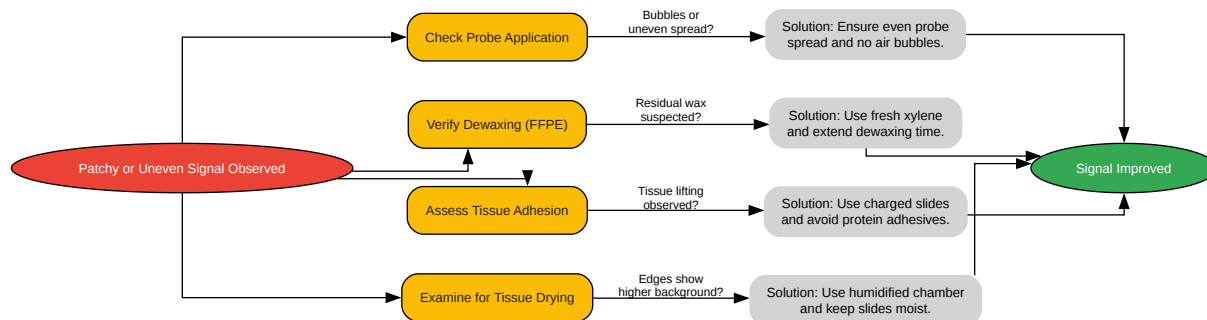 Patchy or Uneven Signal Observed
Check Probe Application
Bubbles or
uneven spread?
Solution: Ensure even probe
spread and no air bubbles.
Verify Dewaxing (FFPE)
Residual wax
suspected?
Solution: Use fresh xylene
and extend dewaxing time.
Assess Tissue Adhesion
Tissue lifting
observed?
Solution: Use charged slides
and avoid protein adhesives.
Examine for Tissue Drying
Edges show
higher background?
Solution: Use humidified chamber
and keep slides moist.
Signal Improved